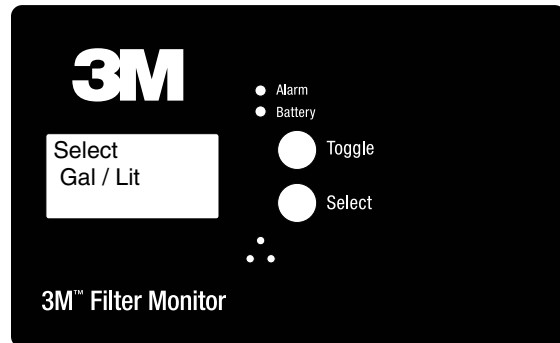 3M
Alarm
Battery
Select
Gal / Lit
Toggle
Select
3M™ Filter Monitor